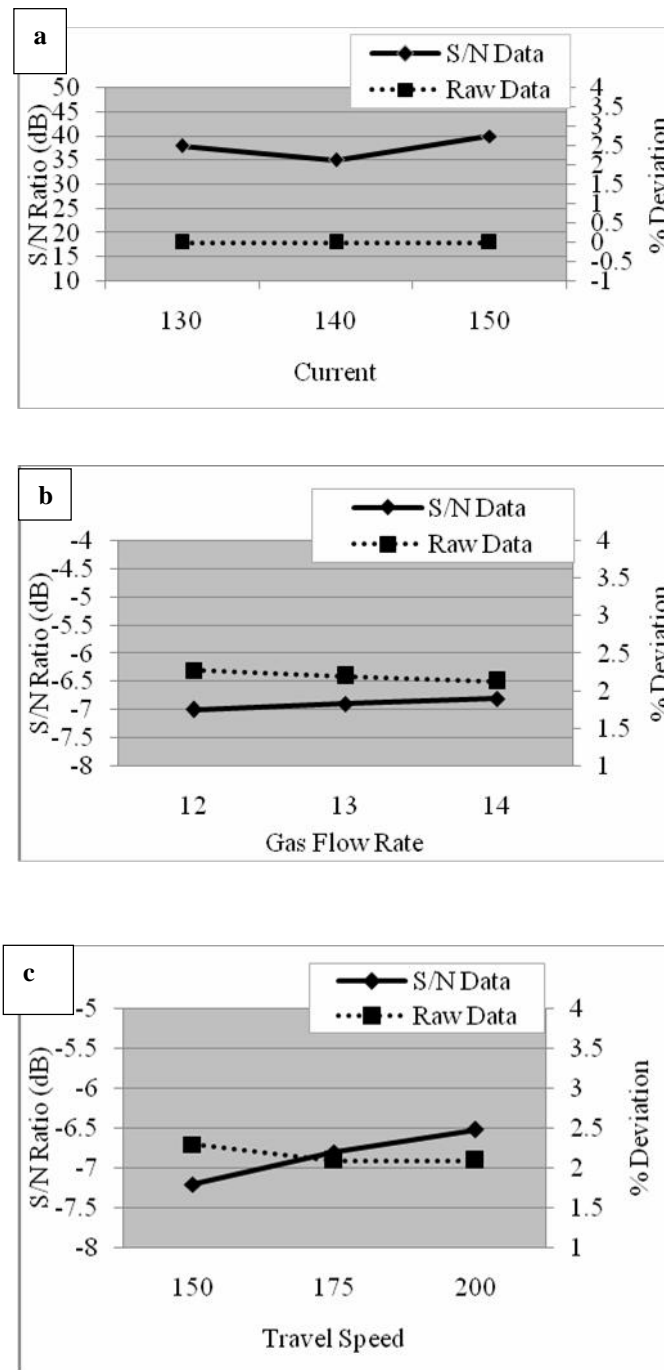 a
S/N Data
Raw Data
50
45
40
35
30
25
20
15
10
S/N Ratio (dB)
4
3.5
3
2.5
2
1.5
1
0.5
0
-0.5
-1
% Deviation
130 140 150
Current
b
S/N Data
Raw Data
-4
-4.5
-5
-5.5
-6
-6.5
-7
-7.5
-8
S/N Ratio (dB)
4
3.5
3
2.5
2
1.5
1
% Deviation
12 13 14
Gas Flow Rate
c
S/N Data
Raw Data
-5
-5.5
-6
-6.5
-7
-7.5
-8
S/N Ratio (dB)
4
3.5
3
2.5
2
1.5
1
% Deviation
150 175 200
Travel Speed